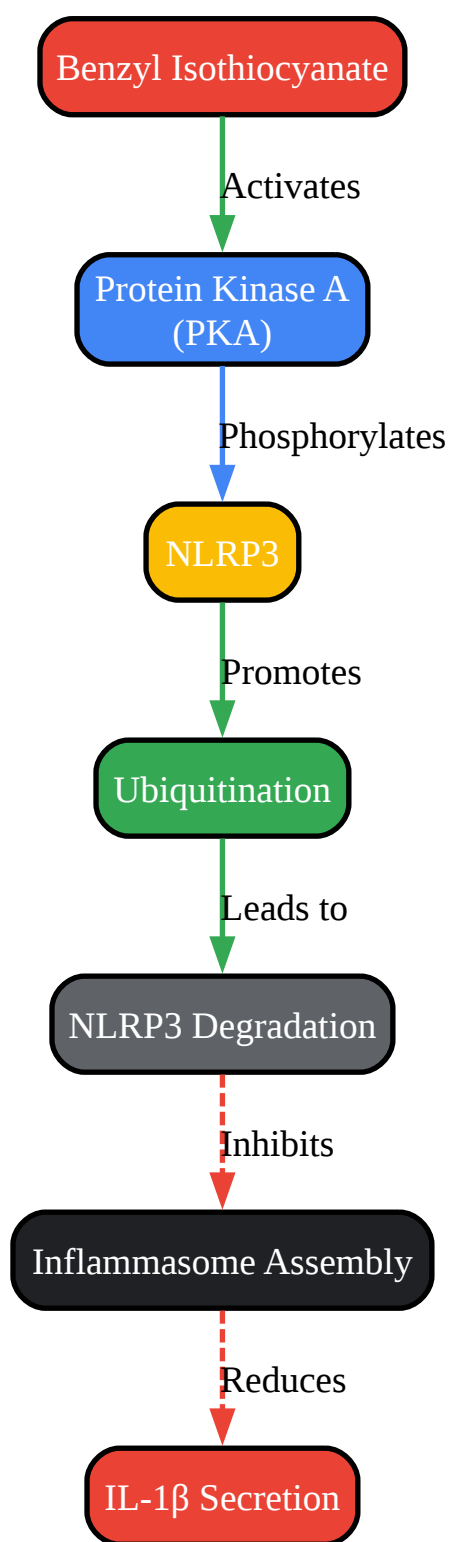 Benzyl Isothiocyanate
Activates
Protein Kinase A
(PKA)
Phosphorylates
NLRP3
Promotes
Ubiquitination
Leads to
NLRP3 Degradation
Inhibits
Inflammasome Assembly
Reduces
IL-1β Secretion